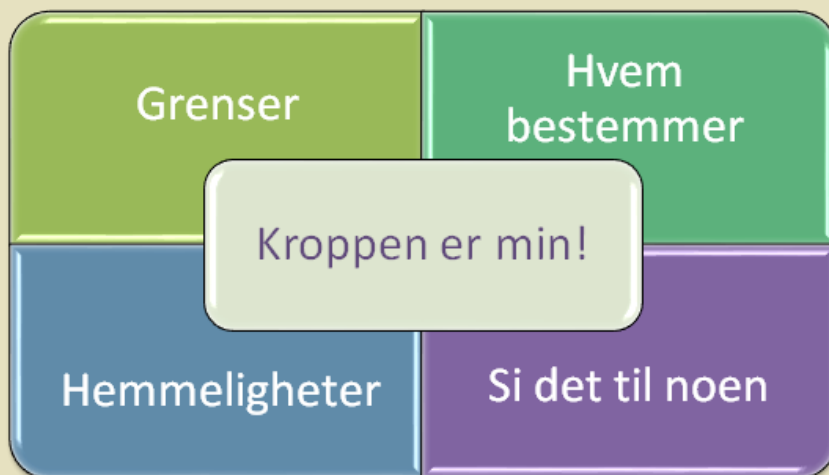 Grenser
Hvem
bestemmer
Kroppen er min!
Hemmeligheter
Si det til noen